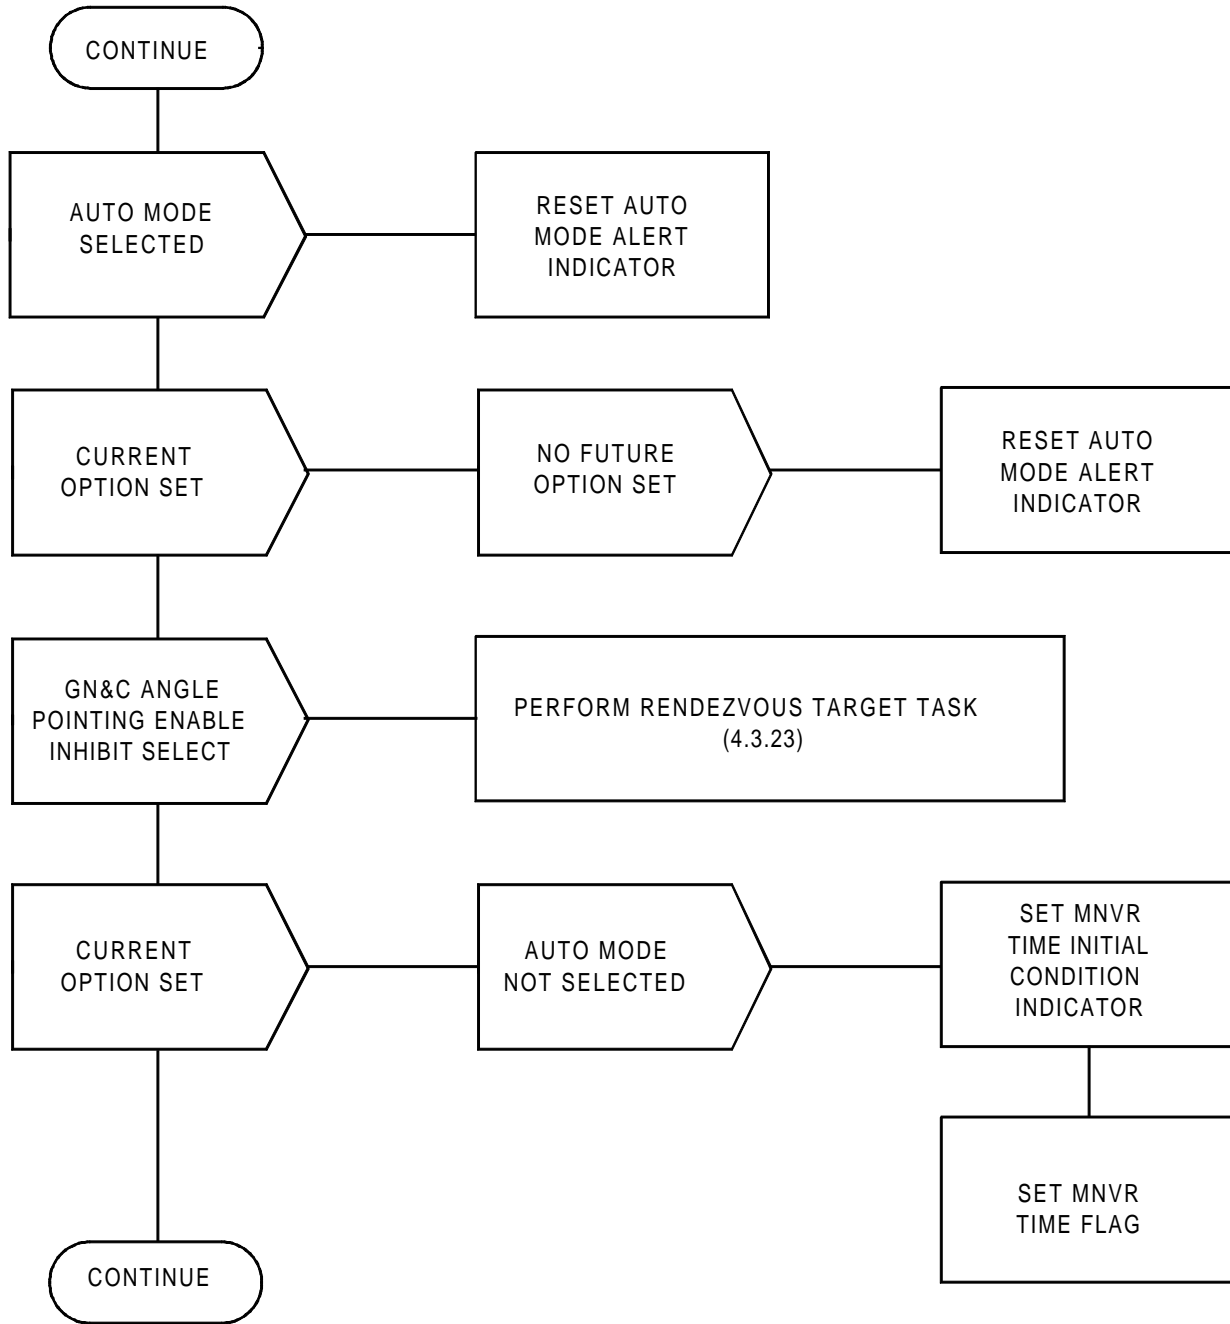 CONTINUE
AUTO MODE
SELECTED
RESET AUTO
MODE ALERT
INDICATOR
CURRENT
OPTION SET
NO FUTURE
OPTION SET
RESET AUTO
MODE ALERT
INDICATOR
GN&C ANGLE
POINTING ENABLE
INHIBIT SELECT
PERFORM RENDEZVOUS TARGET TASK
(4.3.23)
CURRENT
OPTION SET
AUTO MODE
NOT SELECTED
SET MNVR
TIME INITIAL
CONDITION
INDICATOR
SET MNVR
TIME FLAG
CONTINUE